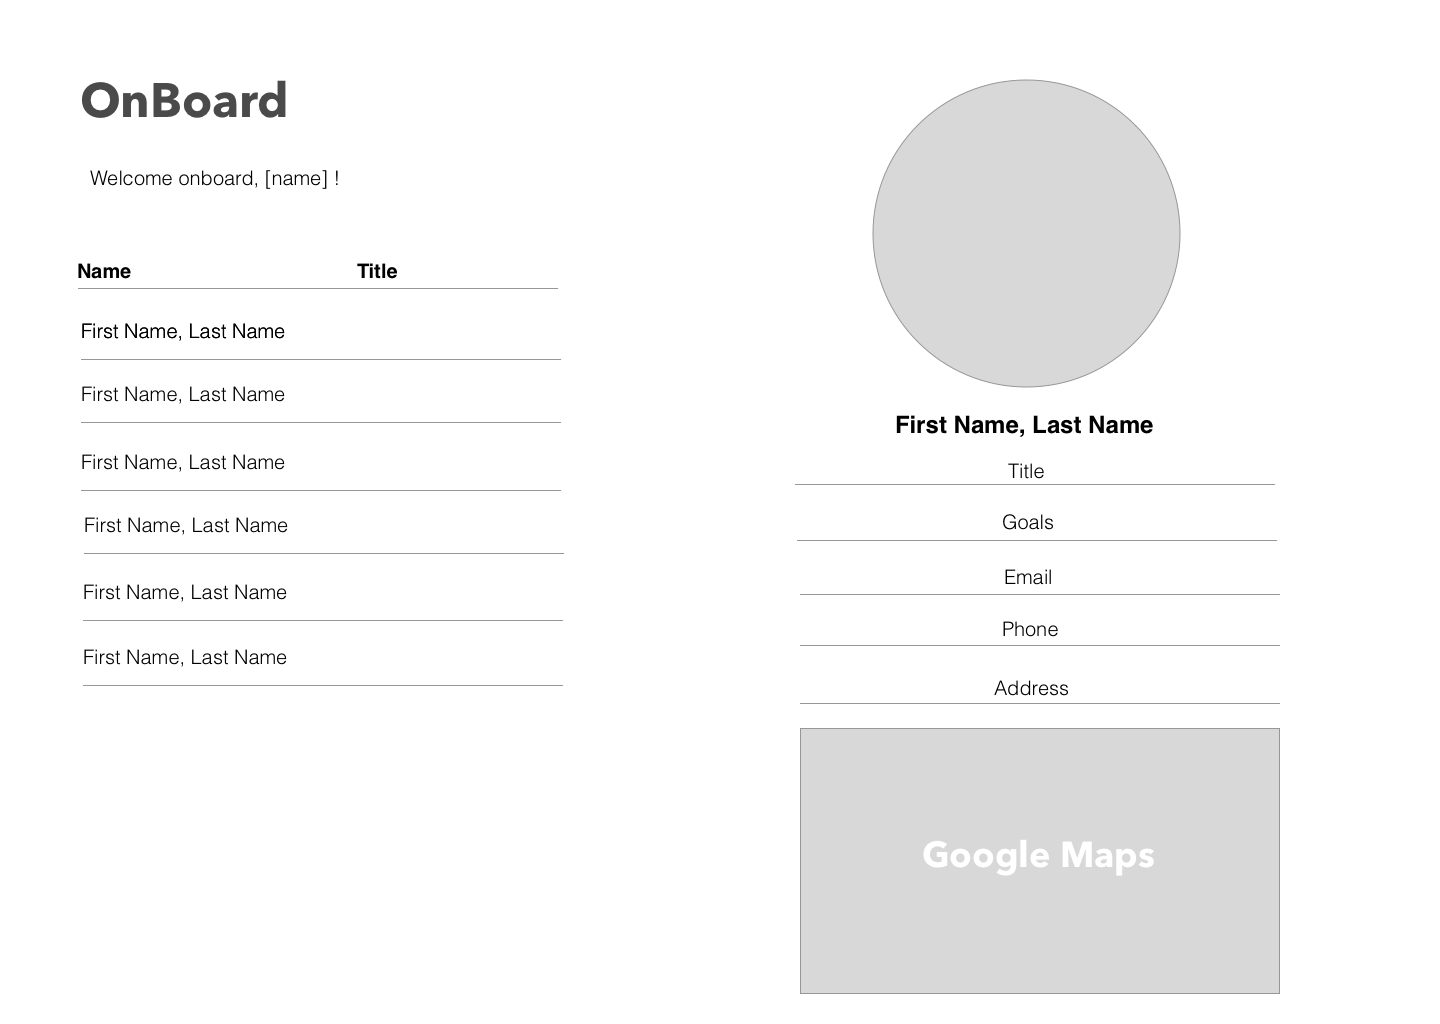 OnBoard
Welcome onboard, [name] !
Name Title
First Name, Last Name
First Name, Last Name
First Name, Last Name
First Name, Last Name
First Name, Last Name
First Name, Last Name
First Name, Last Name
Title
Goals
Email
Phone
Address
Google Maps